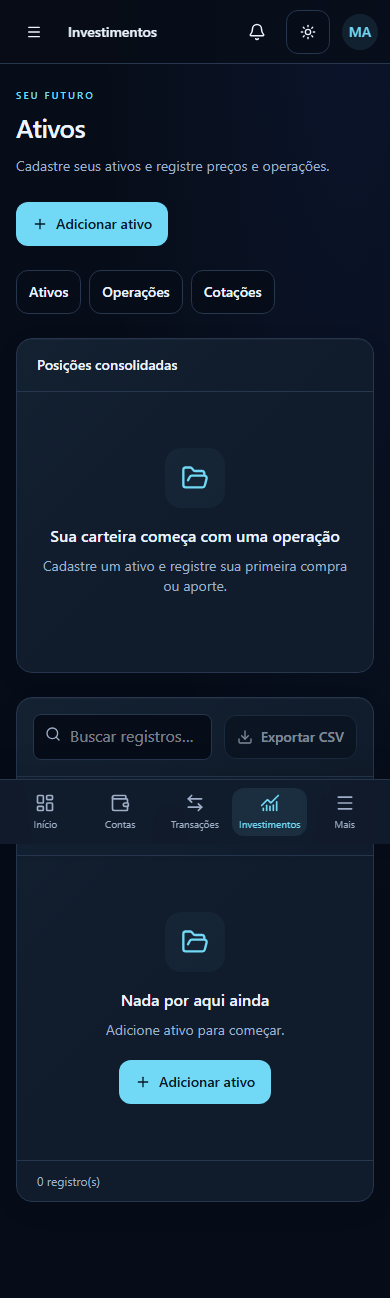 Investimentos
MA
SEU FUTURO
Ativos
Cadastre seus ativos e registre preços e operações.
Adicionar ativo
Ativos
Operações
Cotações
Posições consolidadas
Sua carteira começa com uma operação
Cadastre um ativo e registre sua primeira compra
ou aporte.
Buscar registros...
Exportar CSV
Início
Contas
Transações
Investimentos
Mais
Nada por aqui ainda
Adicione ativo para começar.
Adicionar ativo
0 registro(s)